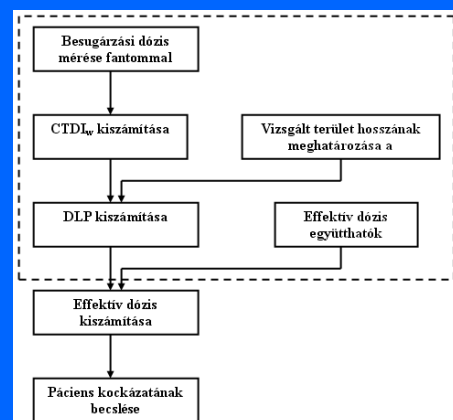 Besugárzási dózis
mérése fantommal
CTDIw kiszámítása
Vizsgált terület hosszának
meghatározása a
DLP kiszámítása
Effektív dózis
együtthatók
Effektív dózis
kiszámítása
Páciens kockázatának
becslése